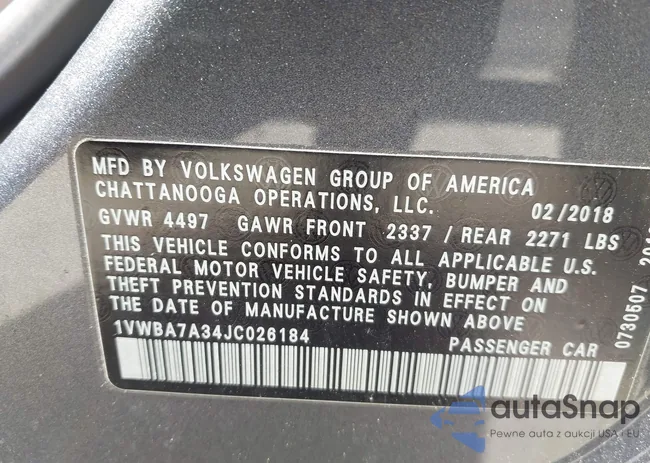 MFD BY VOLKSWAGEN GROUP OF AMERICA
CHATTANOOGA OPERATIONS, LLC. 02/2018
GVWR 4497 GAWR FRONT 2337 / REAR 2271 LBS
THIS VEHICLE CONFORMS TO ALL APPLICABLE U.S.
FEDERAL MOTOR VEHICLE SAFETY, BUMPER AND
THEFT PREVENTION STANDARDS IN EFFECT ON
THE DATE OF MANUFACTURE SHOWN ABOVE
1VWBA7A34JC026184 PASSENGER CAR
0730507
autaSnap
Pewne auta z aukcji USA i EU